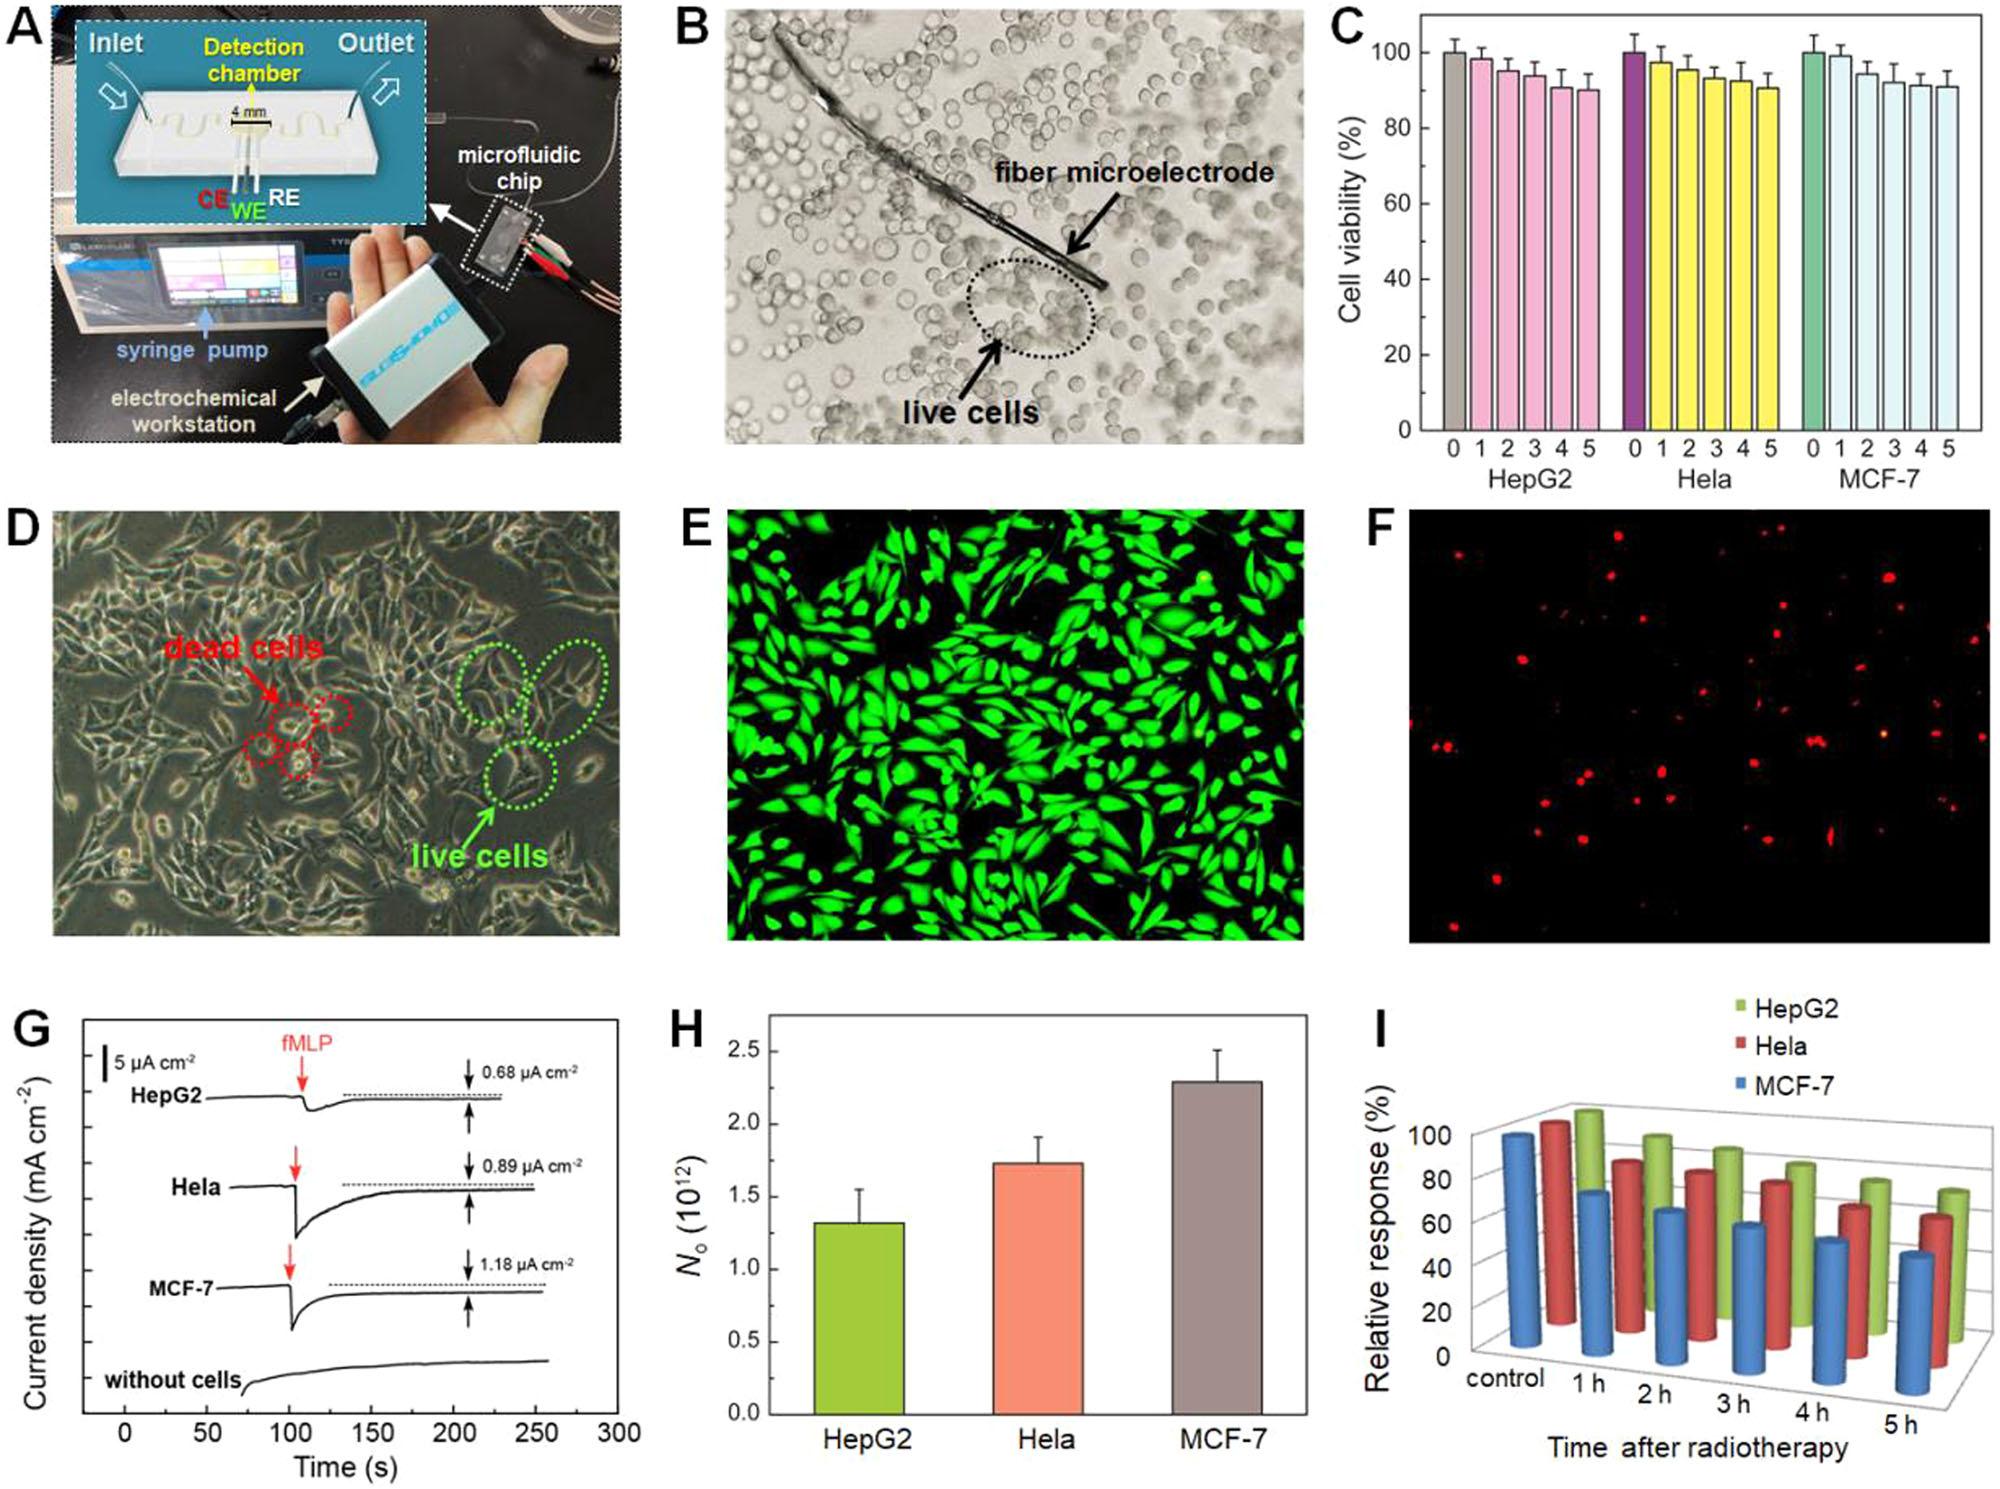 A
Inlet
Detection
chamber
Outlet
4 mm
CE
WE
RE
microfluidic
chip
syringe pump
electrochemical
workstation
B
fiber microelectrode
live cells
C
Cell viability (%)
100
80
60
40
20
0
0 1 2 3 4 5
0 1 2 3 4 5
0 1 2 3 4 5
HepG2
Hela
MCF-7
D
dead cells
live cells
E
F
G
Current density (mA cm-2)
5 µA cm-2
fMLP
HepG2
0.68 µA cm-2
Hela
0.89 µA cm-2
MCF-7
1.18 µA cm-2
without cells
0 50 100 150 200 250 300
Time (s)
H
No (1012)
2.5
2.0
1.5
1.0
0.5
0.0
HepG2
Hela
MCF-7
I
HepG2
Hela
MCF-7
Relative response (%)
100
80
60
40
20
0
control
1 h
2 h
3 h
4 h
5 h
Time after radiotherapy